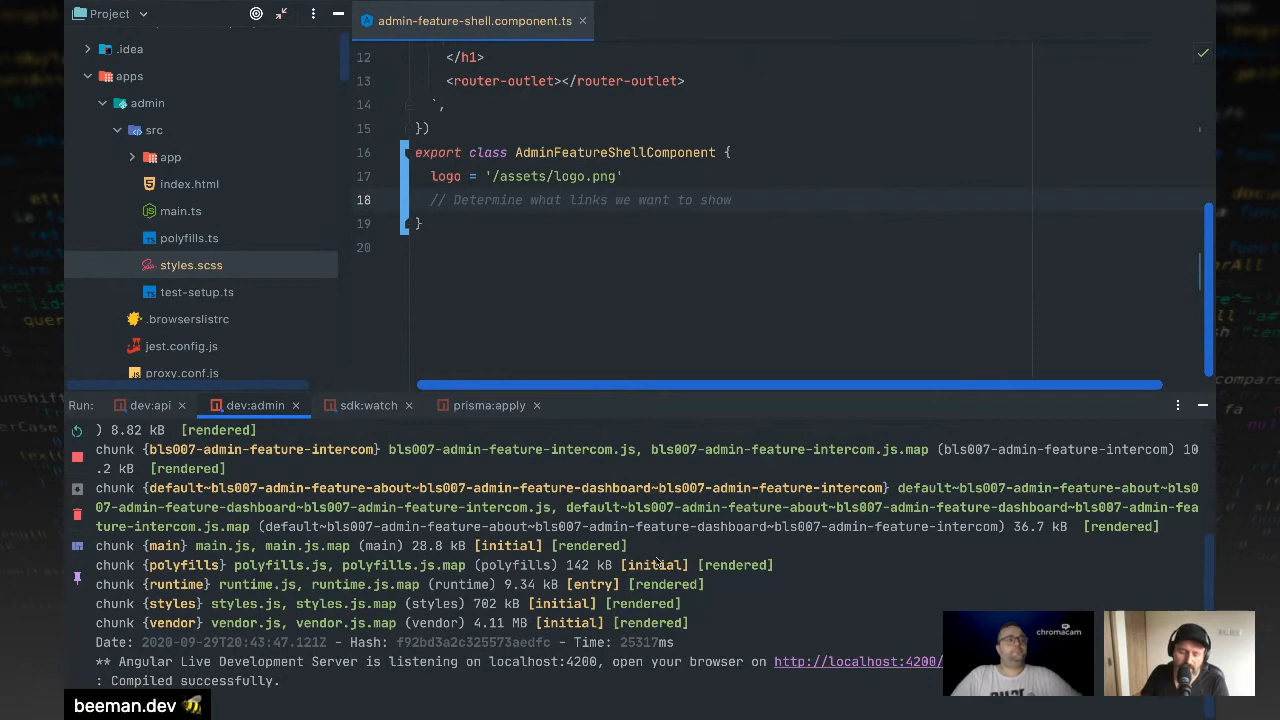 Project
admin-feature-shell.component.ts
.idea
apps
admin
src
app
index.html
main.ts
polyfills.ts
styles.scss
test-setup.ts
.browserslistrc
jest.config.js
proxy.conf.js
12 </h1>
13 <router-outlet></router-outlet>
14 `,
15 })
16 export class AdminFeatureShellComponent {
17 logo = '/assets/logo.png'
18 // Determine what links we want to show
19 }
20
Run: dev:api dev:admin sdk:watch prisma:apply
) 8.82 kB [rendered]
chunk {bls007-admin-feature-intercom} bls007-admin-feature-intercom.js, bls007-admin-feature-intercom.js.map (bls007-admin-feature-intercom) 10
.2 kB [rendered]
chunk {default~bls007-admin-feature-about~bls007-admin-feature-dashboard~bls007-admin-feature-intercom} default~bls007-admin-feature-about~bls0
07-admin-feature-dashboard~bls007-admin-feature-intercom.js, default~bls007-admin-feature-about~bls007-admin-feature-dashboard~bls007-admin-fea
ture-intercom.js.map (default~bls007-admin-feature-about~bls007-admin-feature-dashboard~bls007-admin-feature-intercom) 36.7 kB [rendered]
chunk {main} main.js, main.js.map (main) 28.8 kB [initial] [rendered]
chunk {polyfills} polyfills.js, polyfills.js.map (polyfills) 142 kB [initial] [rendered]
chunk {runtime} runtime.js, runtime.js.map (runtime) 9.34 kB [entry] [rendered]
chunk {styles} styles.js, styles.js.map (styles) 702 kB [initial] [rendered]
chunk {vendor} vendor.js, vendor.js.map (vendor) 4.11 MB [initial] [rendered]
Date: 2020-09-29T20:43:47.121Z - Hash: f92bd3a2c325573aedfc - Time: 25317ms
** Angular Live Development Server is listening on localhost:4200, open your browser on http://localhost:4200/
: Compiled successfully.
chromacam
beeman.dev